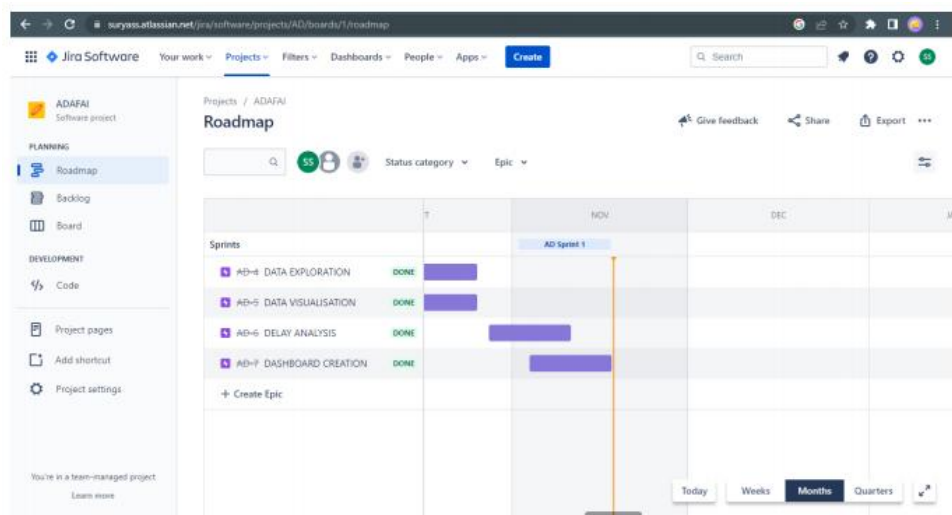 suryass.atlassian.net/jira/software/projects/AD/boards/1/roadmap
Jira Software Your work Projects Filters Dashboards People Apps Create Search SS
ADAFAI
Software project
PLANNING
Roadmap
Backlog
Board
DEVELOPMENT
Code
Project pages
Add shortcut
Project settings
You're in a team-managed project
Learn more
Projects / ADAFAI
Roadmap
Give feedback Share Export
SS Status category Epic
T NOV DEC
Sprints AD Sprint 1
AD-4 DATA EXPLORATION DONE
AD-5 DATA VISUALISATION DONE
AD-6 DELAY ANALYSIS DONE
AD-7 DASHBOARD CREATION DONE
+ Create Epic
Today Weeks Months Quarters